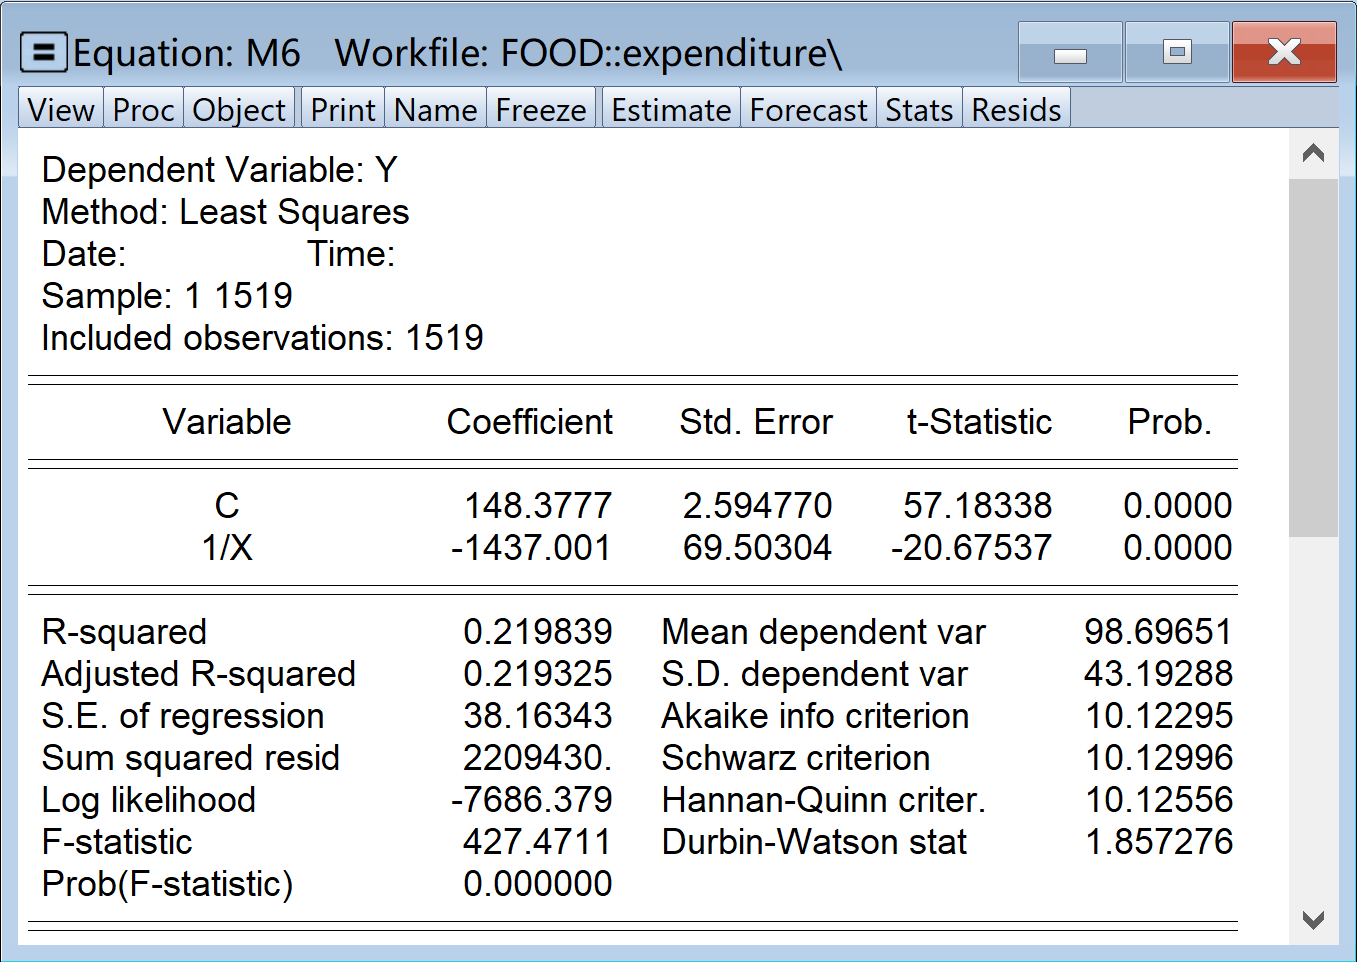 Equation: M6 Workfile: FOOD::expenditure\
View Proc Object Print Name Freeze Estimate Forecast Stats Resids
Dependent Variable: Y
Method: Least Squares
Date: Time:
Sample: 1 1519
Included observations: 1519
Variable Coefficient Std. Error t-Statistic Prob.
C 148.3777 2.594770 57.18338 0.0000
1/X -1437.001 69.50304 -20.67537 0.0000
R-squared 0.219839 Mean dependent var 98.69651
Adjusted R-squared 0.219325 S.D. dependent var 43.19288
S.E. of regression 38.16343 Akaike info criterion 10.12295
Sum squared resid 2209430. Schwarz criterion 10.12996
Log likelihood -7686.379 Hannan-Quinn criter. 10.12556
F-statistic 427.4711 Durbin-Watson stat 1.857276
Prob(F-statistic) 0.000000